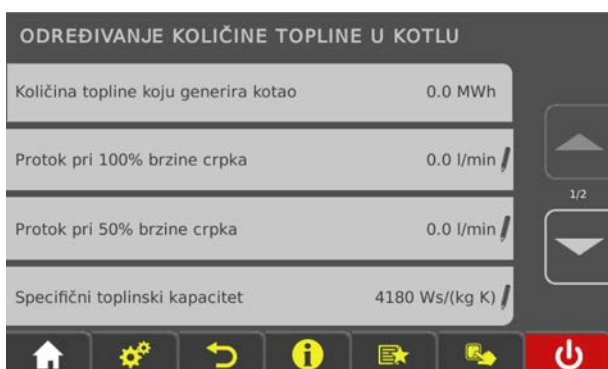 ODREĐIVANJE KOLIČINE TOPLINE U KOTLU
Količina topline koju generira kotao 0.0 MWh
Protok pri 100% brzine crpka 0.0 l/min
1/2
Protok pri 50% brzine crpka 0.0 l/min
Specifični toplinski kapacitet 4180 Ws/(kg K)